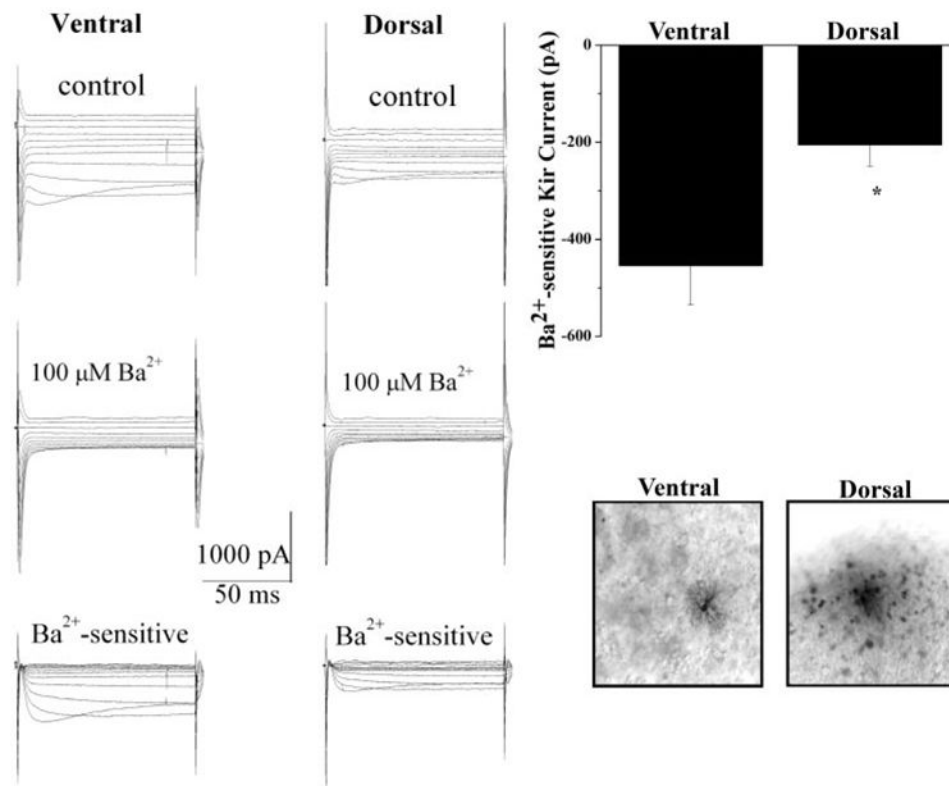 Ventral
control
100 μM Ba²⁺
1000 pA
50 ms
Ba²⁺-sensitive
Dorsal
control
100 μM Ba²⁺
Ba²⁺-sensitive
Ventral Dorsal
Ba²⁺-sensitive Kir Current (pA)
0
-200
-400
-600
*
Ventral Dorsal